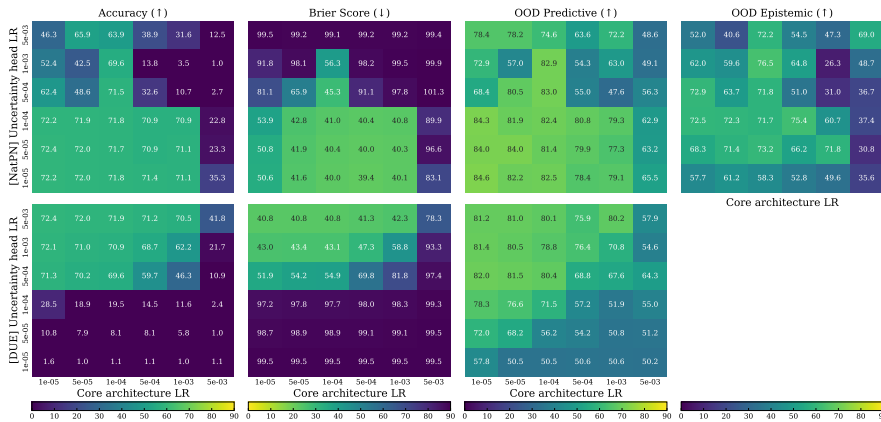 Accuracy (↑) Brier Score (↓) OOD Predictive (↑) OOD Epistemic (↑)
[NaPN] Uncertainty head LR
5e-03 46.3 65.9 63.9 38.9 31.6 12.5 99.5 99.2 99.1 99.2 99.2 99.4 78.4 78.2 74.6 63.6 72.2 48.6 52.0 40.6 72.2 54.5 47.3 69.0
1e-03 52.4 42.5 69.6 13.8 3.5 1.0 91.8 98.1 56.3 98.2 99.5 99.9 72.9 57.0 82.9 54.3 63.0 49.1 62.0 59.6 76.5 64.8 26.3 48.7
5e-04 62.4 48.6 71.5 32.6 10.7 2.7 81.1 65.9 45.3 91.1 97.8 101.3 68.4 80.5 83.0 55.0 47.6 56.3 72.9 63.7 71.8 51.0 31.0 36.7
1e-04 72.2 71.9 71.8 70.9 70.9 22.8 53.9 42.8 41.0 40.4 40.8 89.9 84.3 81.9 82.4 80.8 79.3 62.9 72.5 72.3 71.7 75.4 60.7 37.4
5e-05 72.4 72.0 71.7 70.9 71.1 23.3 50.8 41.9 40.4 40.0 40.3 96.6 84.0 84.0 81.4 79.9 77.3 63.2 68.3 71.4 73.2 66.2 71.8 30.8
1e-05 72.2 72.0 71.8 71.4 71.1 35.3 50.7 41.6 40.0 39.4 40.1 83.1 84.6 82.2 82.5 78.4 79.1 65.5 57.7 61.2 58.3 52.8 49.6 35.6
Core architecture LR
[DUE] Uncertainty head LR
5e-03 72.4 72.0 71.9 71.2 70.5 41.8 40.8 40.8 40.8 41.3 42.3 78.3 81.2 81.0 80.1 75.9 80.2 57.9
1e-03 72.1 71.0 70.9 68.7 62.2 21.7 43.0 43.4 43.1 47.3 58.8 93.3 81.4 80.5 78.8 76.4 70.8 54.6
5e-04 71.3 70.2 69.6 59.7 46.3 10.9 51.9 54.2 54.9 69.8 81.8 97.4 82.0 81.5 80.4 68.8 67.6 64.3
1e-04 28.5 18.9 19.5 14.5 11.6 2.4 97.2 97.8 98.0 98.0 98.3 99.3 78.3 76.6 71.5 57.2 51.9 55.0
5e-05 10.8 7.9 8.1 5.8 1.0 1.0 98.7 98.9 98.9 99.1 99.1 99.5 72.0 68.2 56.2 54.2 50.8 51.2
1e-05 1.6 1.0 1.0 1.0 1.0 1.1 99.5 99.5 99.5 99.5 99.5 99.5 57.8 50.5 50.5 50.6 50.6 50.2
1e-05 5e-05 1e-04 5e-04 1e-03 5e-03 1e-05 5e-05 1e-04 5e-04 1e-03 5e-03 1e-05 5e-05 1e-04 5e-04 1e-03 5e-03
Core architecture LR Core architecture LR Core architecture LR
0 10 20 30 40 50 60 70 80 90 0 10 20 30 40 50 60 70 80 90 0 10 20 30 40 50 60 70 80 90 0 10 20 30 40 50 60 70 80